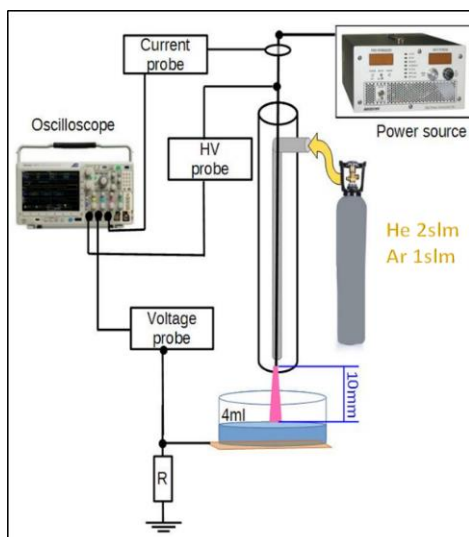 Current
probe
Oscilloscope
HV
probe
Power source
He 2slm
Ar 1slm
Voltage
probe
10mm
4ml
R